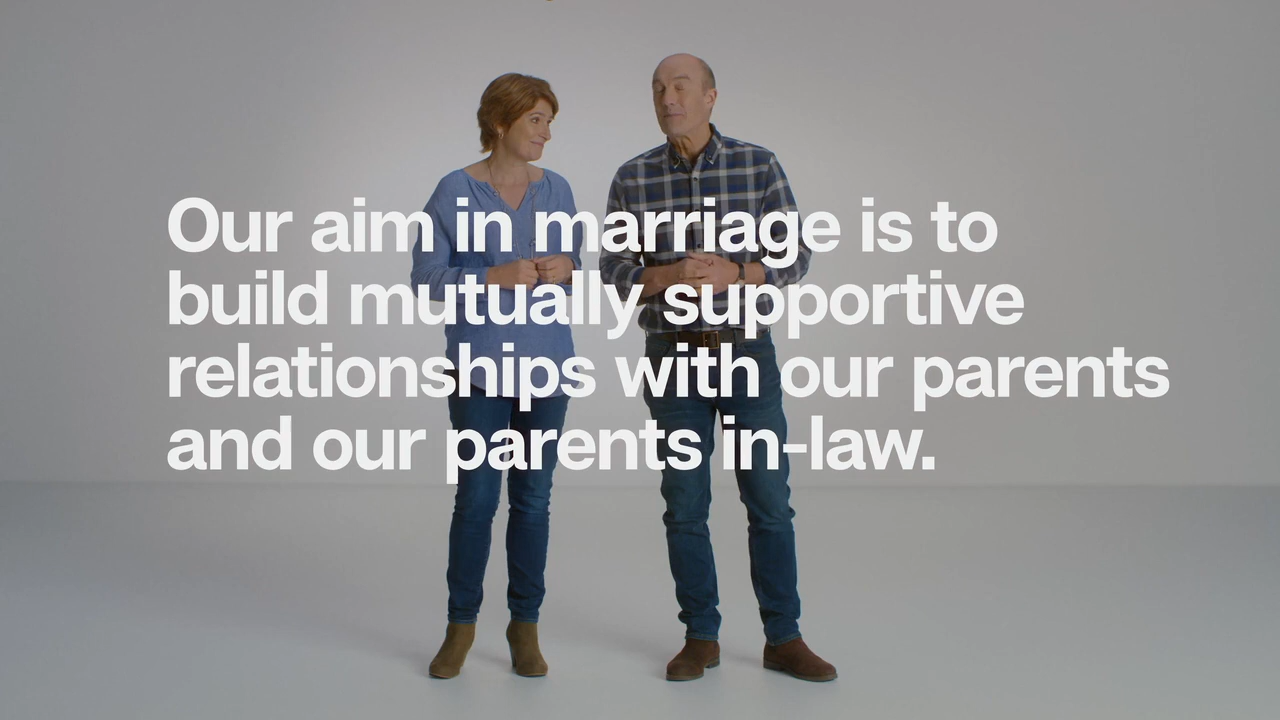 Our aim in marriage is to
build mutually supportive
relationships with our parents
and our parents in-law.